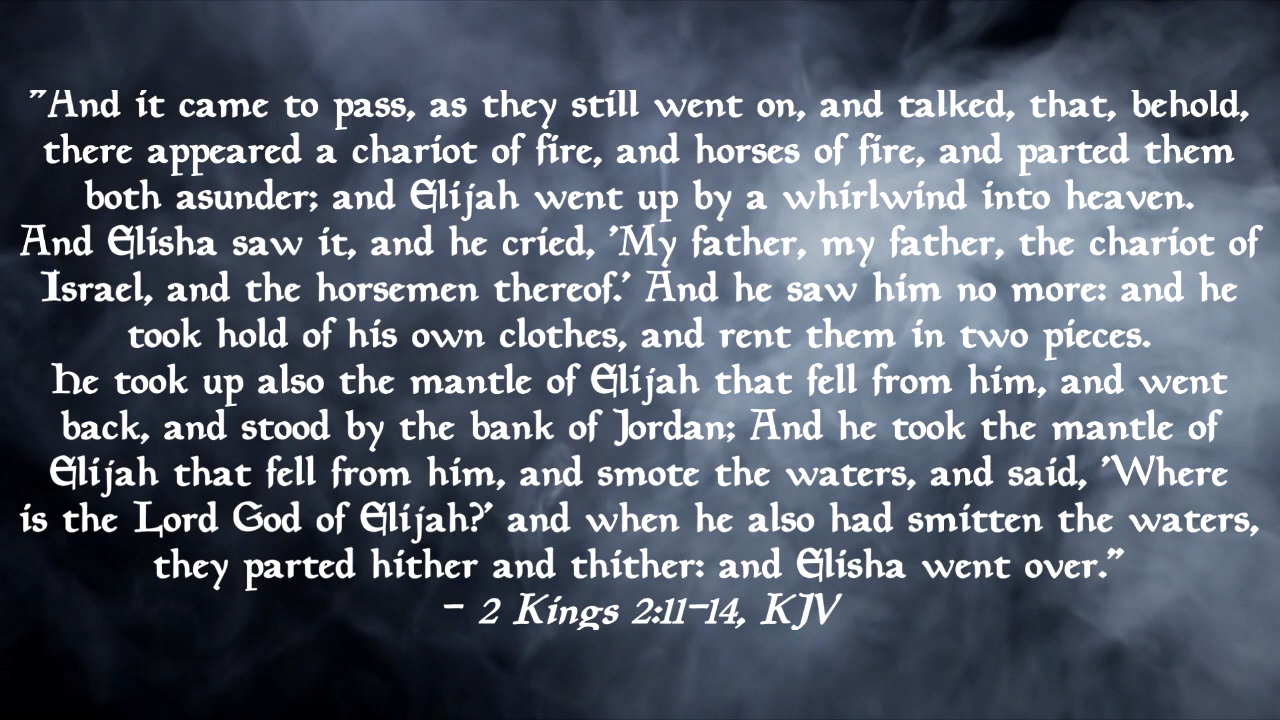 "And it came to pass, as they still went on, and talked, that, behold,
there appeared a chariot of fire, and horses of fire, and parted them
both asunder; and Elijah went up by a whirlwind into heaven.
And Elisha saw it, and he cried, 'My father, my father, the chariot of
Israel, and the horsemen thereof.' And he saw him no more: and he
took hold of his own clothes, and rent them in two pieces.
He took up also the mantle of Elijah that fell from him, and went
back, and stood by the bank of Jordan; And he took the mantle of
Elijah that fell from him, and smote the waters, and said, 'Where
is the Lord God of Elijah?' and when he also had smitten the waters,
they parted hither and thither: and Elisha went over."
- 2 Kings 2:11-14, KJV